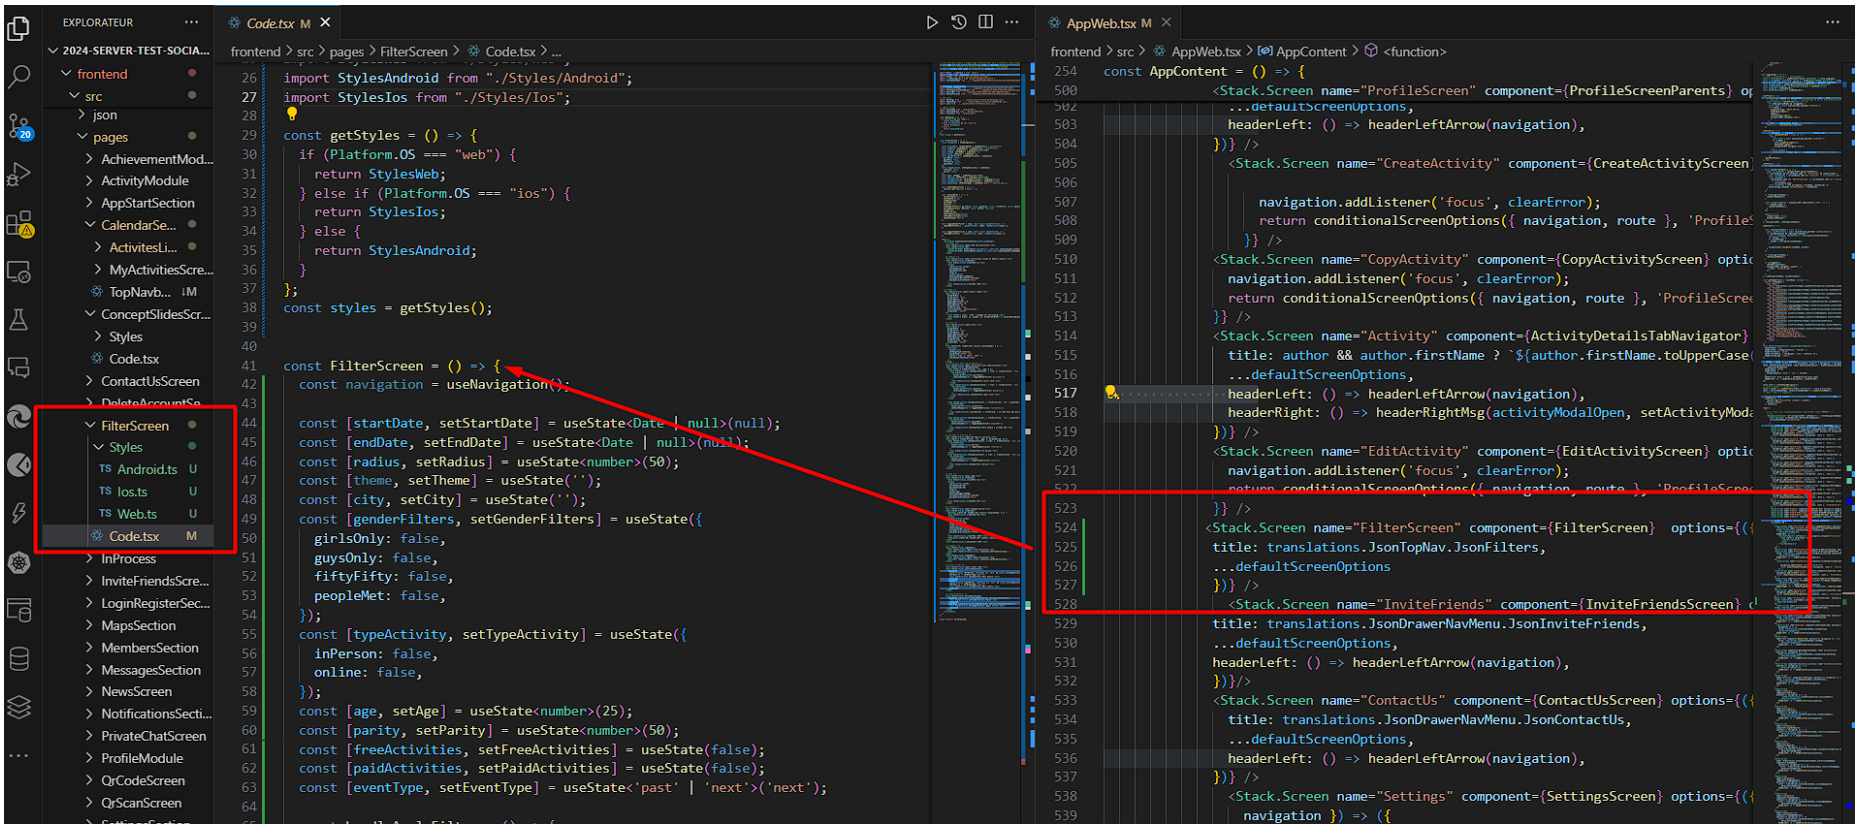 EXPLORATEUR ...
2024-SERVER-TEST-SOCIA...
frontend
src
json
pages
AchievementMod...
ActivityModule
AppStartSection
CalendarSe...
ActivitesLi...
MyActivitiesScre...
TopNavb... ↓M
ConceptSlidesScr...
Styles
Code.tsx
ContactUsScreen
DeleteAccountSe
FilterScreen
Styles
TS Android.ts U
TS Ios.ts U
TS Web.ts U
Code.tsx M
InProcess
InviteFriendsScre...
LoginRegisterSec...
MapsSection
MembersSection
MessagesSection
NewsScreen
NotificationsSecti...
PrivateChatScreen
ProfileModule
QrCodeScreen
QrScanScreen
20
Code.tsx M
frontend > src > pages > FilterScreen > Code.tsx > ...
26 import StylesAndroid from "./Styles/Android";
27 import StylesIos from "./Styles/Ios";
28
29 const getStyles = () => {
30 if (Platform.OS === "web") {
31 return StylesWeb;
32 } else if (Platform.OS === "ios") {
33 return StylesIos;
34 } else {
35 return StylesAndroid;
36 }
37 };
38 const styles = getStyles();
39
40
41 const FilterScreen = () => {
42 const navigation = useNavigation();
43
44 const [startDate, setStartDate] = useState<Date | null>(null);
45 const [endDate, setEndDate] = useState<Date | null>(null);
46 const [radius, setRadius] = useState<number>(50);
47 const [theme, setTheme] = useState('');
48 const [city, setCity] = useState('');
49 const [genderFilters, setGenderFilters] = useState({
50 girlsOnly: false,
51 guysOnly: false,
52 fiftyFifty: false,
53 peopleMet: false,
54 });
55 const [typeActivity, setTypeActivity] = useState({
56 inPerson: false,
57 online: false,
58 });
59 const [age, setAge] = useState<number>(25);
60 const [parity, setParity] = useState<number>(50);
61 const [freeActivities, setFreeActivities] = useState(false);
62 const [paidActivities, setPaidActivities] = useState(false);
63 const [eventType, setEventType] = useState<'past' | 'next'>('next');
64
AppWeb.tsx M
frontend > src > AppWeb.tsx > AppContent > <function>
254 const AppContent = () => {
500 <Stack.Screen name="ProfileScreen" component={ProfileScreenParents} op
502 ...defaultScreenOptions,
503 headerLeft: () => headerLeftArrow(navigation),
504 })} />
505 <Stack.Screen name="CreateActivity" component={CreateActivityScreen}
506
507 navigation.addListener('focus', clearError);
508 return conditionalScreenOptions({ navigation, route }, 'ProfileS
509 }} />
510 <Stack.Screen name="CopyActivity" component={CopyActivityScreen} optio
511 navigation.addListener('focus', clearError);
512 return conditionalScreenOptions({ navigation, route }, 'ProfileScre
513 }} />
514 <Stack.Screen name="Activity" component={ActivityDetailsTabNavigator}
515 title: author && author.firstName ? `${author.firstName.toUpperCase(
516 ...defaultScreenOptions,
517 headerLeft: () => headerLeftArrow(navigation),
518 headerRight: () => headerRightMsg(activityModalOpen, setActivityModa
519 })} />
520 <Stack.Screen name="EditActivity" component={EditActivityScreen} optio
521 navigation.addListener('focus', clearError);
522 return conditionalScreenOptions({ navigation, route }, 'ProfileScre
523 }} />
524 <Stack.Screen name="FilterScreen" component={FilterScreen} options={({
525 title: translations.JsonTopNav.JsonFilters,
526 ...defaultScreenOptions
527 })} />
528 <Stack.Screen name="InviteFriends" component={InviteFriendsScreen} o
529 title: translations.JsonDrawerNavMenu.JsonInviteFriends,
530 ...defaultScreenOptions,
531 headerLeft: () => headerLeftArrow(navigation),
532 })}/>
533 <Stack.Screen name="ContactUs" component={ContactUsScreen} options={({
534 title: translations.JsonDrawerNavMenu.JsonContactUs,
535 ...defaultScreenOptions,
536 headerLeft: () => headerLeftArrow(navigation),
537 })} />
538 <Stack.Screen name="Settings" component={SettingsScreen} options={({
539 navigation }) => ({